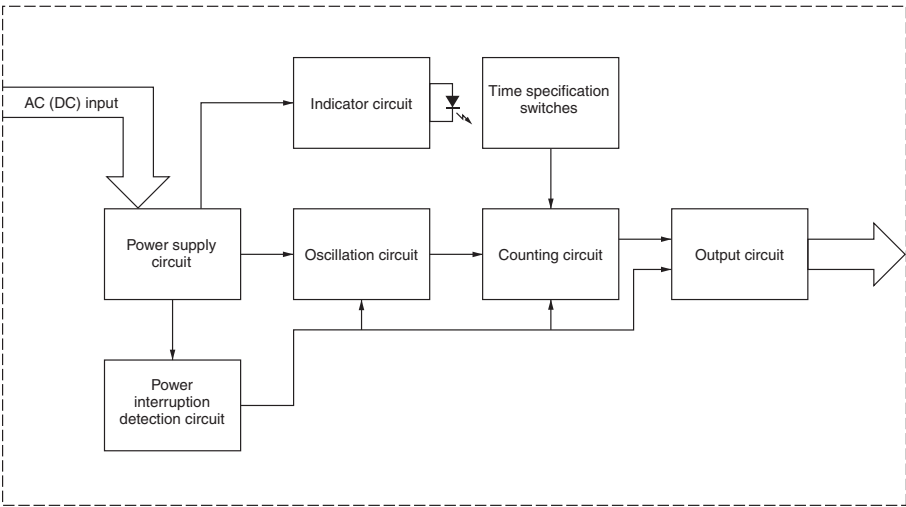 AC (DC) input
Indicator circuit
Time specification
switches
Power supply
circuit
Oscillation circuit
Counting circuit
Output circuit
Power
interruption
detection circuit